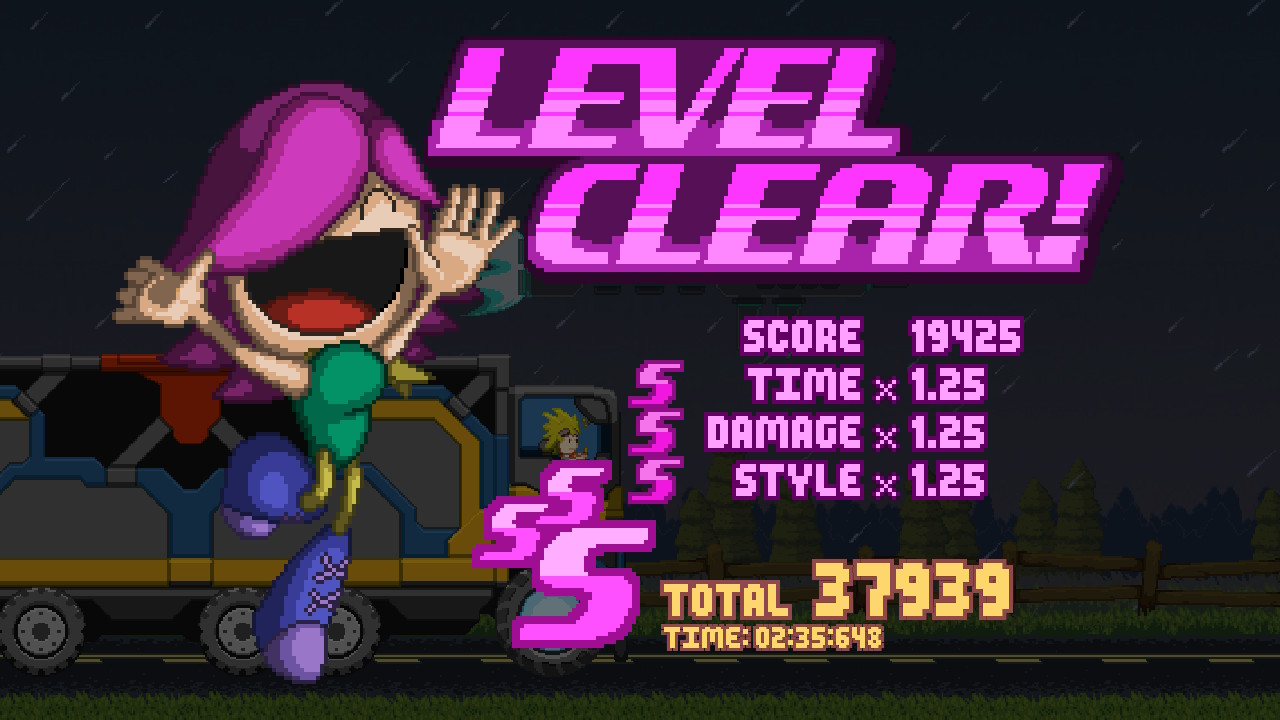 LEVEL
CLEAR!
SCORE 19425
S TIME x 1.25
S DAMAGE x 1.25
S STYLE x 1.25
SSS
TOTAL 37939
TIME: 02:35:648